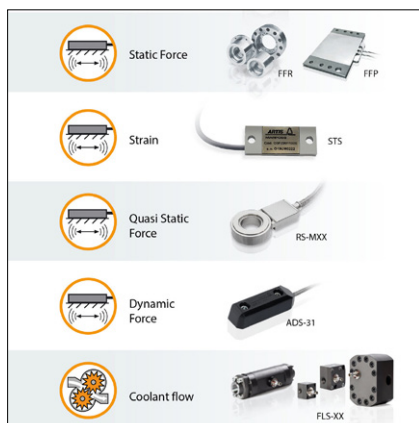 Static Force
FFR
FFP
Strain
ARTIS
STS
Quasi Static
Force
RS-MXX
Dynamic
Force
ADS-31
Coolant flow
FLS-XX